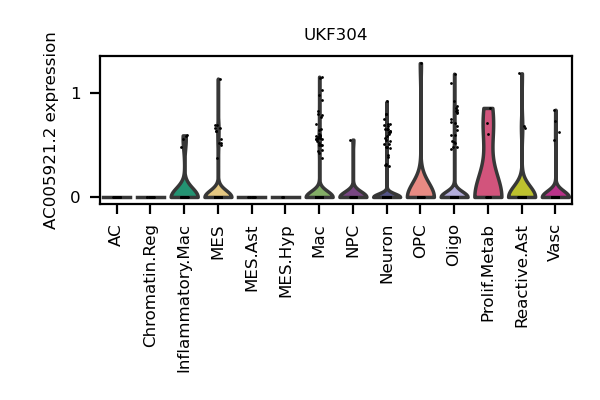 UKF304
AC005921.2 expression
1
0
AC
Chromatin.Reg
Inflammatory.Mac
MES
MES.Ast
MES.Hyp
Mac
NPC
Neuron
OPC
Oligo
Prolif.Metab
Reactive.Ast
Vasc